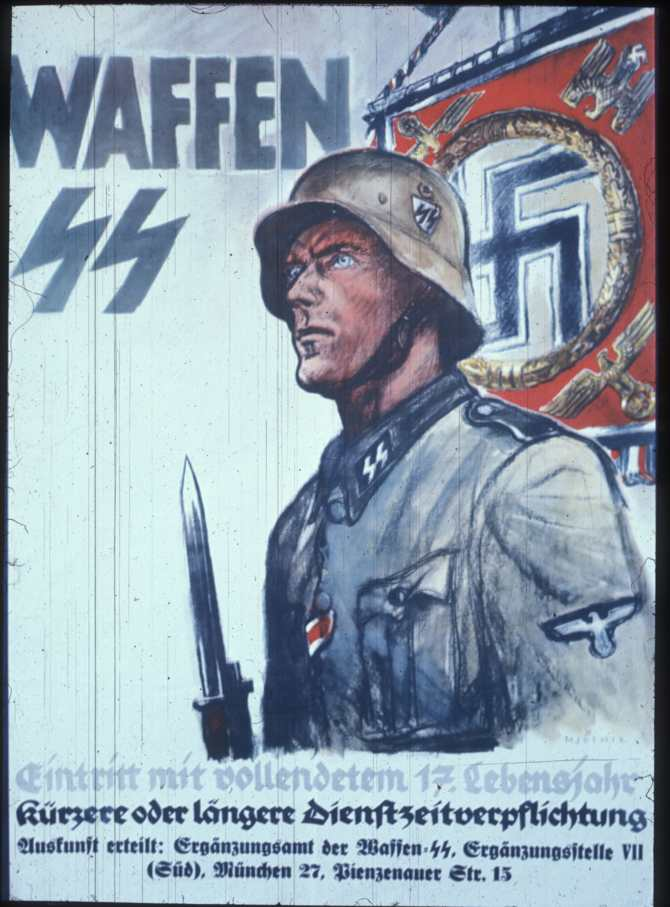 WAFFEN
SS
MJÖLNIR
Eintritt mit vollendetem 17. Lebensjahr
Kürzere oder längere Dienstzeitverpflichtung
Auskunft erteilt: Ergänzungsamt der Waffen-SS, Ergänzungsstelle VII
(Süd), München 27, Pienzenauer Str. 15